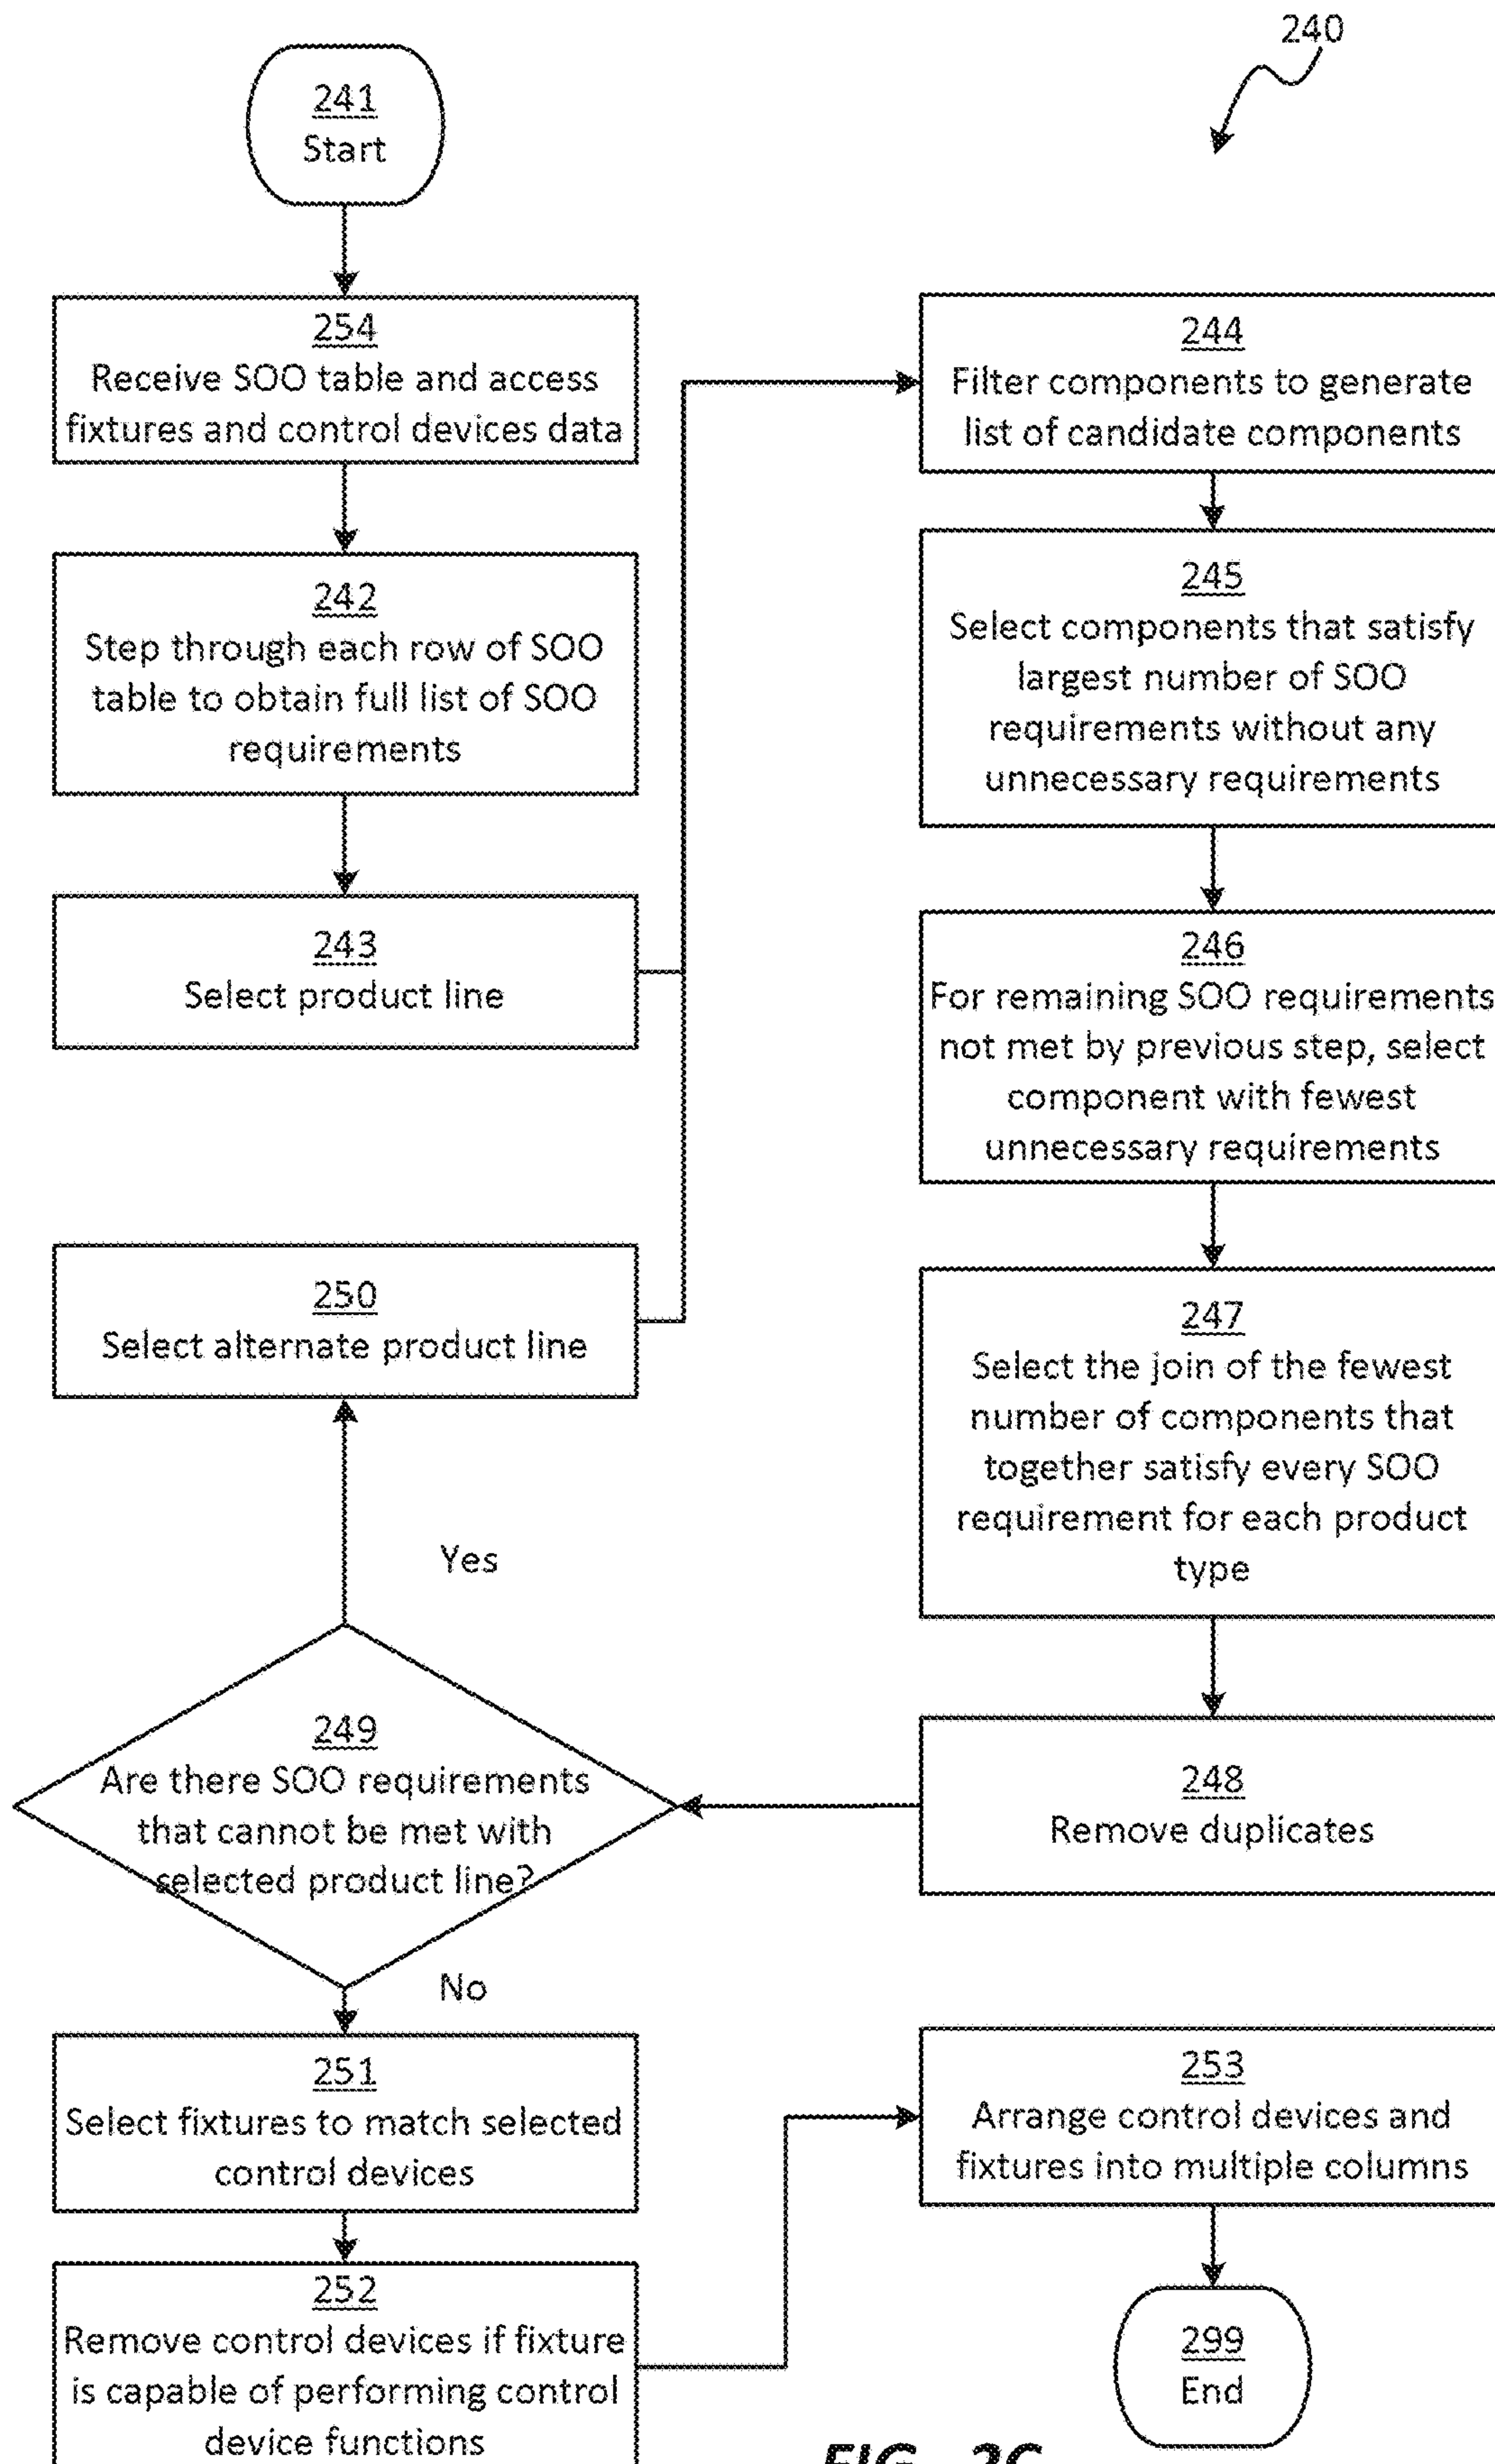 240
241
Start
254
Receive SOO table and access
fixtures and control devices data
242
Step through each row of SOO
table to obtain full list of SOO
requirements
243
Select product line
250
Select alternate product line
Yes
249
Are there SOO requirements
that cannot be met with
selected product line?
No
251
Select fixtures to match selected
control devices
252
Remove control devices if fixture
is capable of performing control
device functions
244
Filter components to generate
list of candidate components
245
Select components that satisfy
largest number of SOO
requirements without any
unnecessary requirements
246
For remaining SOO requirements
not met by previous step, select
component with fewest
unnecessary requirements
247
Select the join of the fewest
number of components that
together satisfy every SOO
requirement for each product
type
248
Remove duplicates
253
Arrange control devices and
fixtures into multiple columns
299
End
FIG. 2C